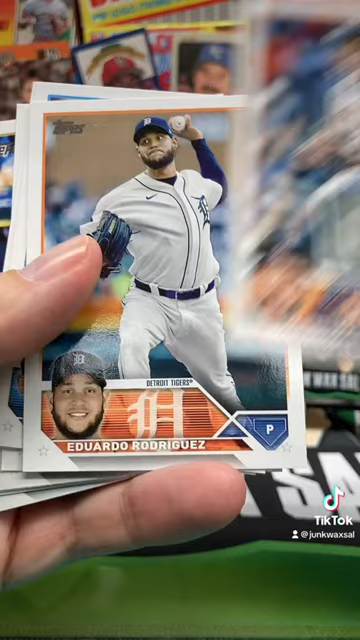 TOPPS
DETROIT TIGERS®
EDUARDO RODRIGUEZ
P
D
TikTok
@junkwaxsal